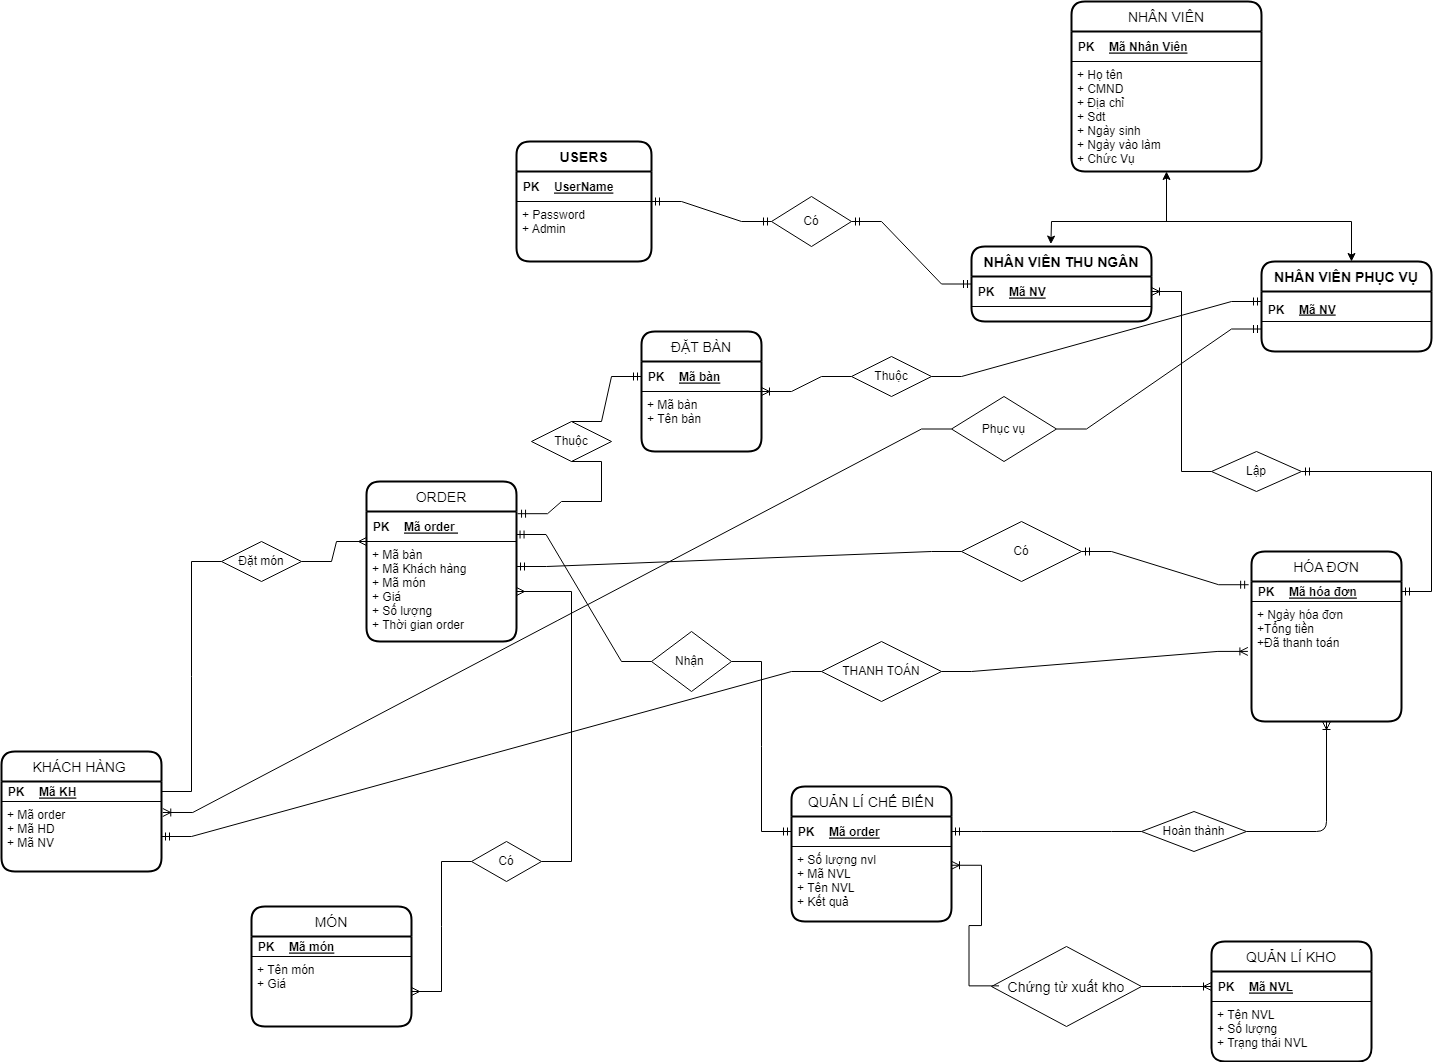 NHÂN VIÊN
PK Mã Nhân Viên
+ Họ tên
+ CMND
+ Địa chỉ
+ Sdt
+ Ngày sinh
+ Ngày vào làm
+ Chức Vụ
USERS
PK UserName
+ Password
+ Admin
Có
NHÂN VIÊN THU NGÂN
PK Mã NV
NHÂN VIÊN PHỤC VỤ
PK Mã NV
ĐẶT BÀN
PK Mã bàn
+ Mã bàn
+ Tên bàn
Thuộc
Thuộc
Phục vụ
Lập
ORDER
PK Mã order
+ Mã bàn
+ Mã Khách hàng
+ Mã món
+ Giá
+ Số lượng
+ Thời gian order
Đặt món
Có
HÓA ĐƠN
PK Mã hóa đơn
+ Ngày hóa đơn
+Tổng tiền
+Đã thanh toán
Nhận
THANH TOÁN
KHÁCH HÀNG
PK Mã KH
+ Mã order
+ Mã HD
+ Mã NV
QUẢN LÍ CHẾ BIẾN
PK Mã order
+ Số lượng nvl
+ Mã NVL
+ Tên NVL
+ Kết quả
Hoàn thành
Có
MÓN
PK Mã món
+ Tên món
+ Giá
Chứng từ xuất kho
QUẢN LÍ KHO
PK Mã NVL
+ Tên NVL
+ Số lượng
+ Trạng thái NVL